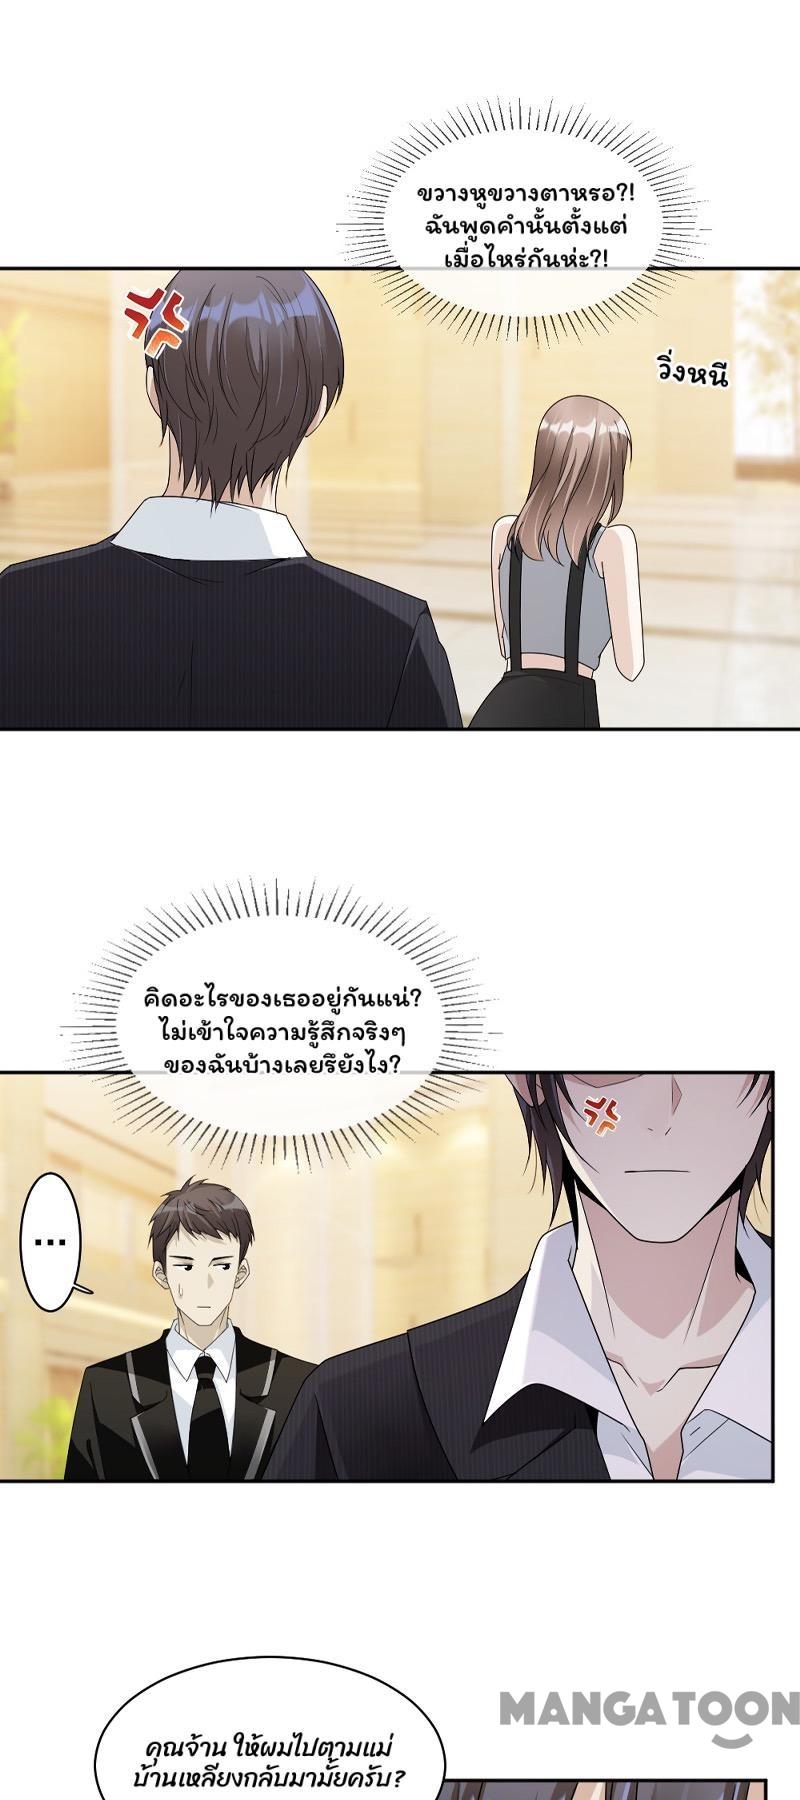 ขวางหูขวางตาหรอ?!
ฉันพูดคำนั้นตั้งแต่
เมื่อไหร่กันห่ะ?!
วิ่งหนี
คิดอะไรของเธออยู่กันแน่?
ไม่เข้าใจความรู้สึกจริงๆ
ของฉันบ้างเลยรึยังไง?
...
คุณจ้าน ให้ผมไปตามแม่
บ้านเหลียงกลับมามั้ยครับ?
MANGATOON